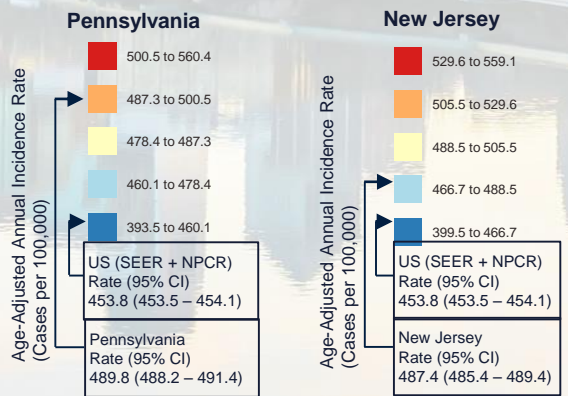 Pennsylvania
Age-Adjusted Annual Incidence Rate
(Cases per 100,000)
500.5 to 560.4
487.3 to 500.5
478.4 to 487.3
460.1 to 478.4
393.5 to 460.1
US (SEER + NPCR)
Rate (95% CI)
453.8 (453.5 – 454.1)
Pennsylvania
Rate (95% CI)
489.8 (488.2 – 491.4)
New Jersey
Age-Adjusted Annual Incidence Rate
(Cases per 100,000)
529.6 to 559.1
505.5 to 529.6
488.5 to 505.5
466.7 to 488.5
399.5 to 466.7
US (SEER + NPCR)
Rate (95% CI)
453.8 (453.5 – 454.1)
New Jersey
Rate (95% CI)
487.4 (485.4 – 489.4)